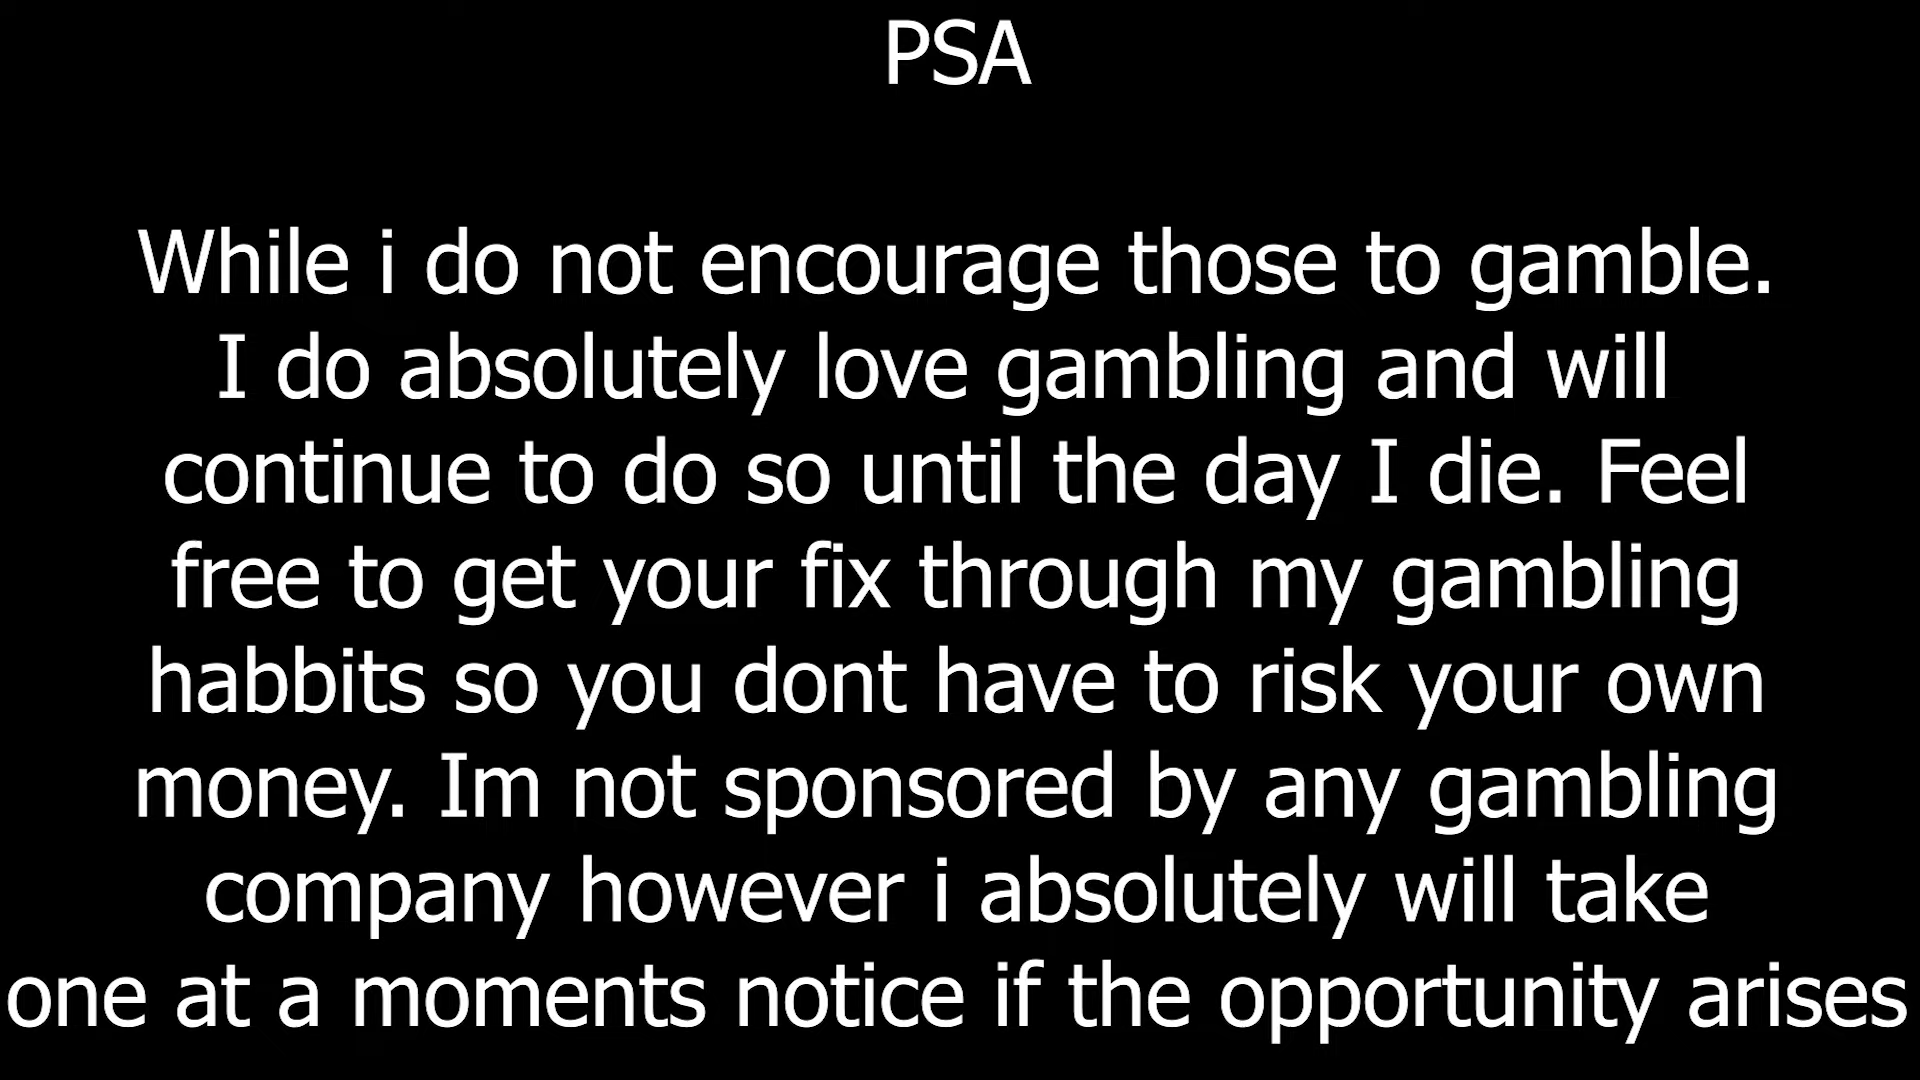 PSA
While i do not encourage those to gamble.
I do absolutely love gambling and will
continue to do so until the day I die. Feel
free to get your fix through my gambling
habbits so you dont have to risk your own
money. Im not sponsored by any gambling
company however i absolutely will take
one at a moments notice if the opportunity arises